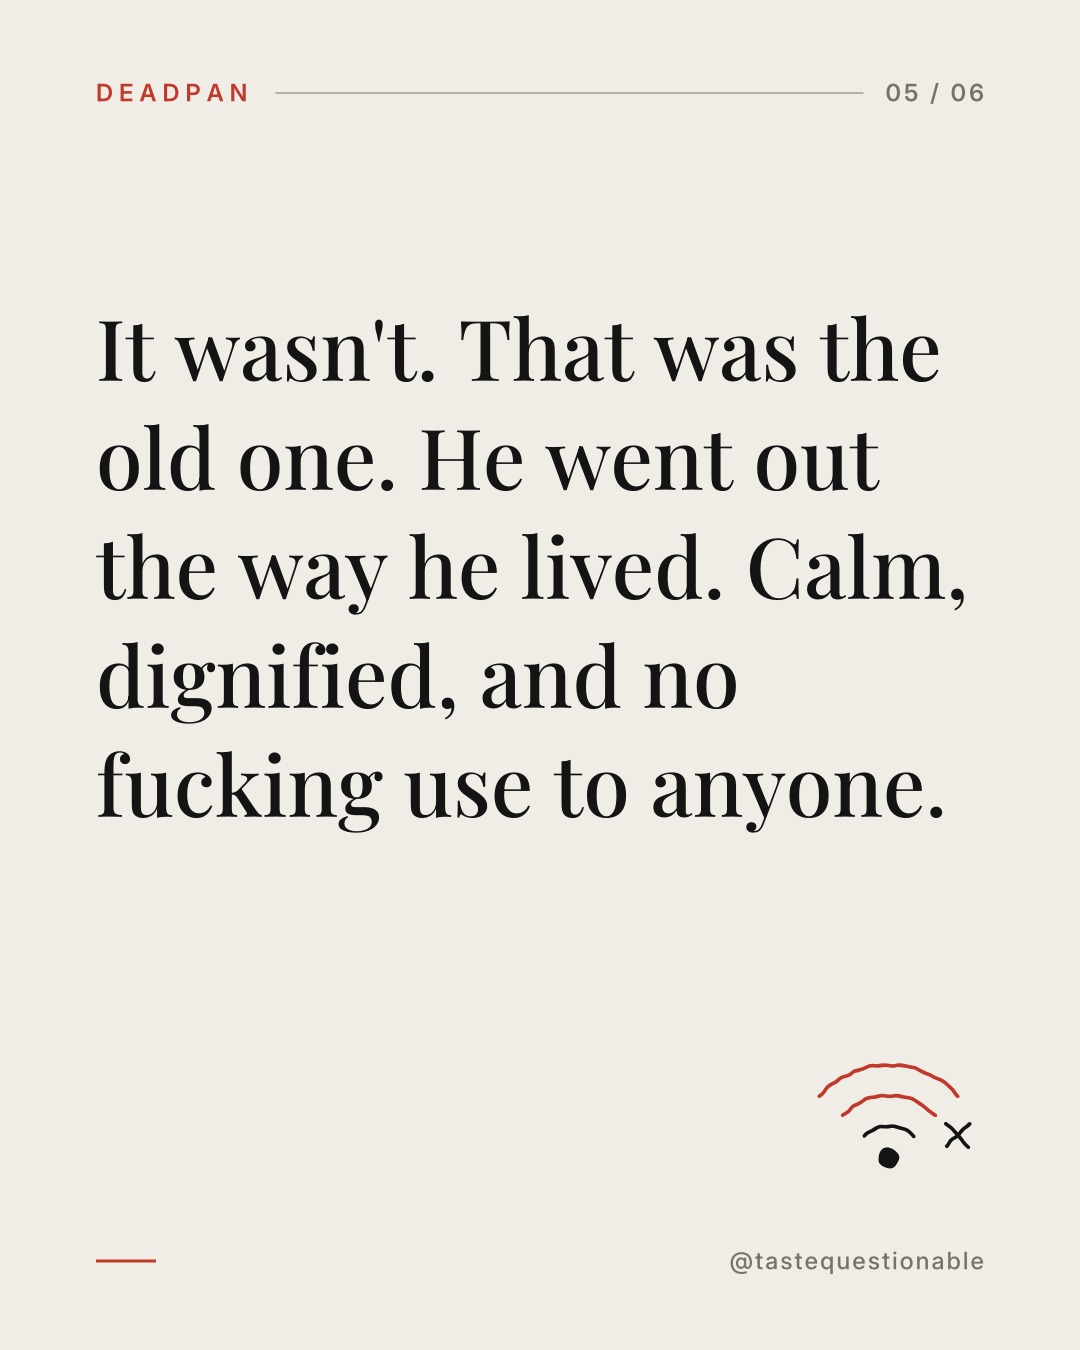 DEADPAN 05 / 06
It wasn't. That was the
old one. He went out
the way he lived. Calm,
dignified, and no
fucking use to anyone.
@tastequestionable